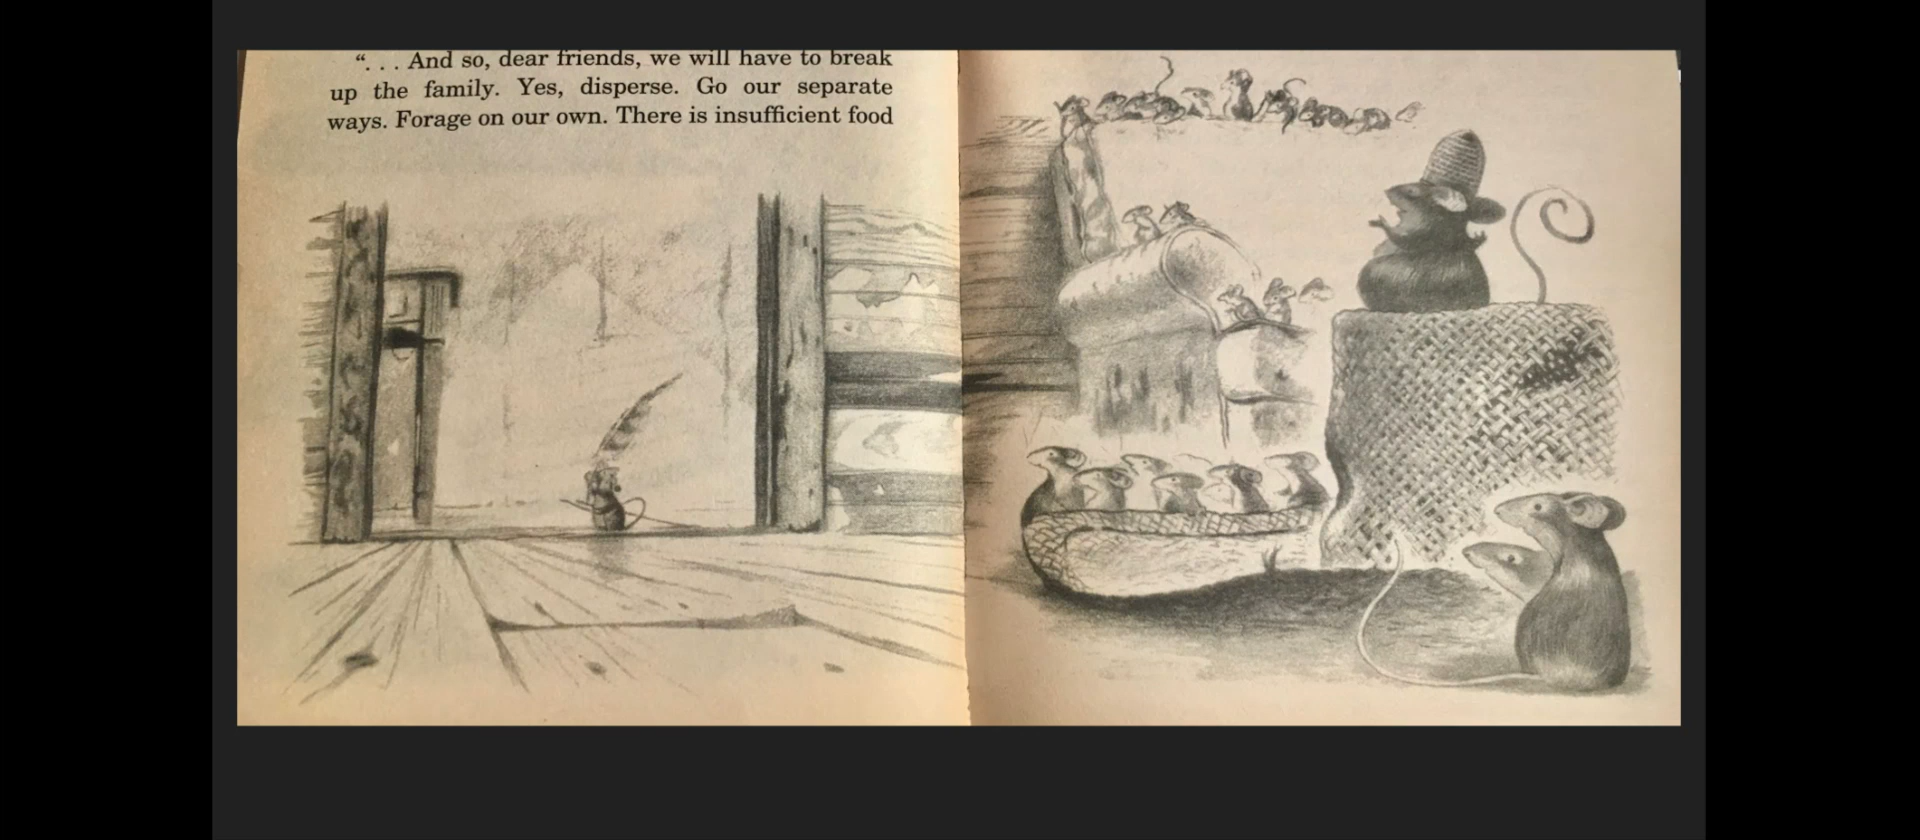 “. . . And so, dear friends, we will have to break
up the family. Yes, disperse. Go our separate
ways. Forage on our own. There is insufficient food